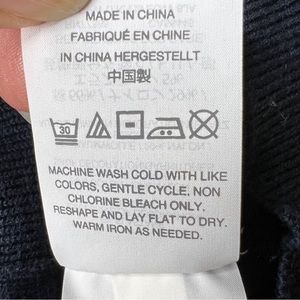 MADE IN CHINA
FABRIQUÉ EN CHINE
IN CHINA HERGESTELLT
中国製
30
MACHINE WASH COLD WITH LIKE
COLORS, GENTLE CYCLE. NON
CHLORINE BLEACH ONLY.
RESHAPE AND LAY FLAT TO DRY.
WARM IRON AS NEEDED.